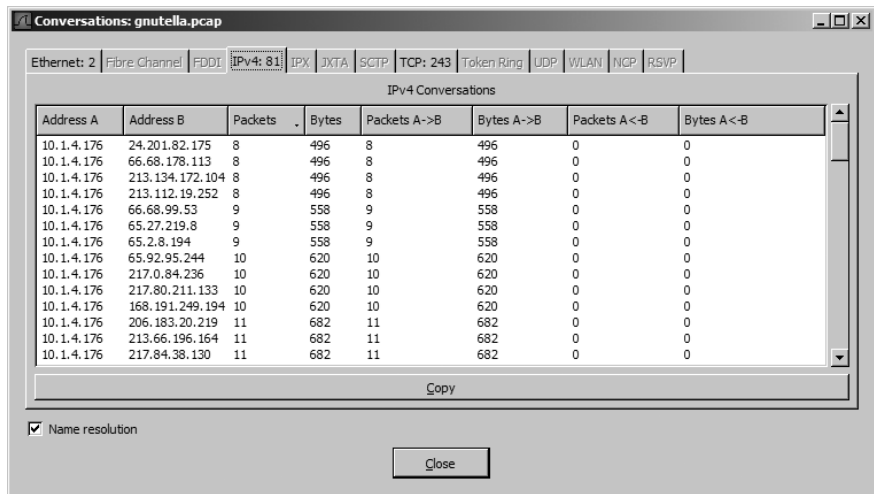 Conversations: gnutella.pcap
Ethernet: 2 Fibre Channel FDDI IPv4: 81 IPX JXTA SCTP TCP: 243 Token Ring UDP WLAN NCP RSVP
IPv4 Conversations
Address A Address B Packets Bytes Packets A->B Bytes A->B Packets A<-B Bytes A<-B
10.1.4.176 24.201.82.175 8 496 8 496 0 0
10.1.4.176 66.68.178.113 8 496 8 496 0 0
10.1.4.176 213.134.172.104 8 496 8 496 0 0
10.1.4.176 213.112.19.252 8 496 8 496 0 0
10.1.4.176 66.68.99.53 9 558 9 558 0 0
10.1.4.176 65.27.219.8 9 558 9 558 0 0
10.1.4.176 65.2.8.194 9 558 9 558 0 0
10.1.4.176 65.92.95.244 10 620 10 620 0 0
10.1.4.176 217.0.84.236 10 620 10 620 0 0
10.1.4.176 217.80.211.133 10 620 10 620 0 0
10.1.4.176 168.191.249.194 10 620 10 620 0 0
10.1.4.176 206.183.20.219 11 682 11 682 0 0
10.1.4.176 213.66.196.164 11 682 11 682 0 0
10.1.4.176 217.84.38.130 11 682 11 682 0 0
Copy
Name resolution
Close